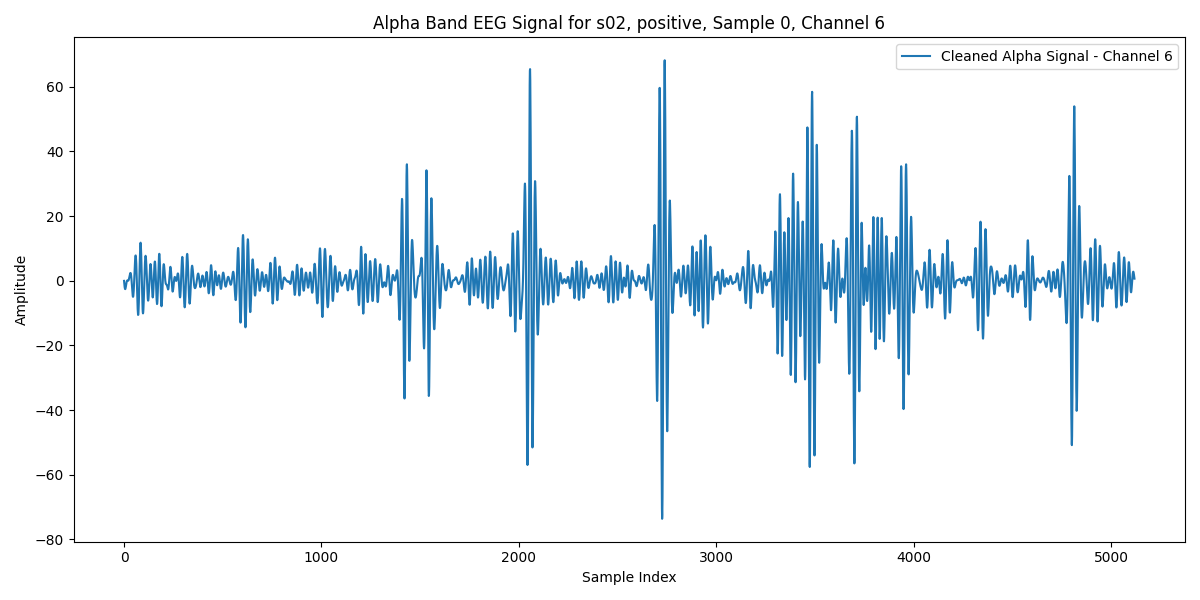 Alpha Band EEG Signal for s02, positive, Sample 0, Channel 6
Cleaned Alpha Signal - Channel 6
Amplitude
60
40
20
0
−20
−40
−60
−80
0 1000 2000 3000 4000 5000
Sample Index